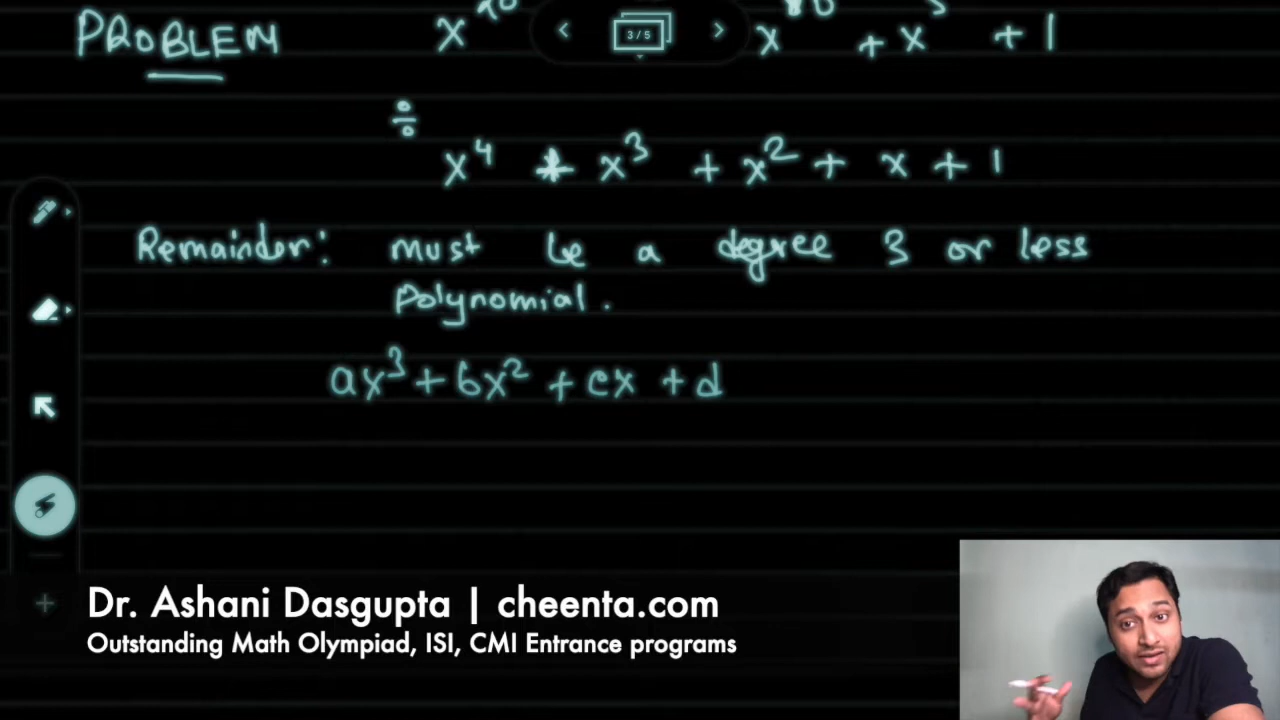 PROBLEM x x + x + 1
3 / 5
÷
x⁴ + x³ + x² + x + 1
Remainder: must be a degree 3 or less
polynomial.
ax³ + bx² + cx + d
Dr. Ashani Dasgupta | cheenta.com
Outstanding Math Olympiad, ISI, CMI Entrance programs